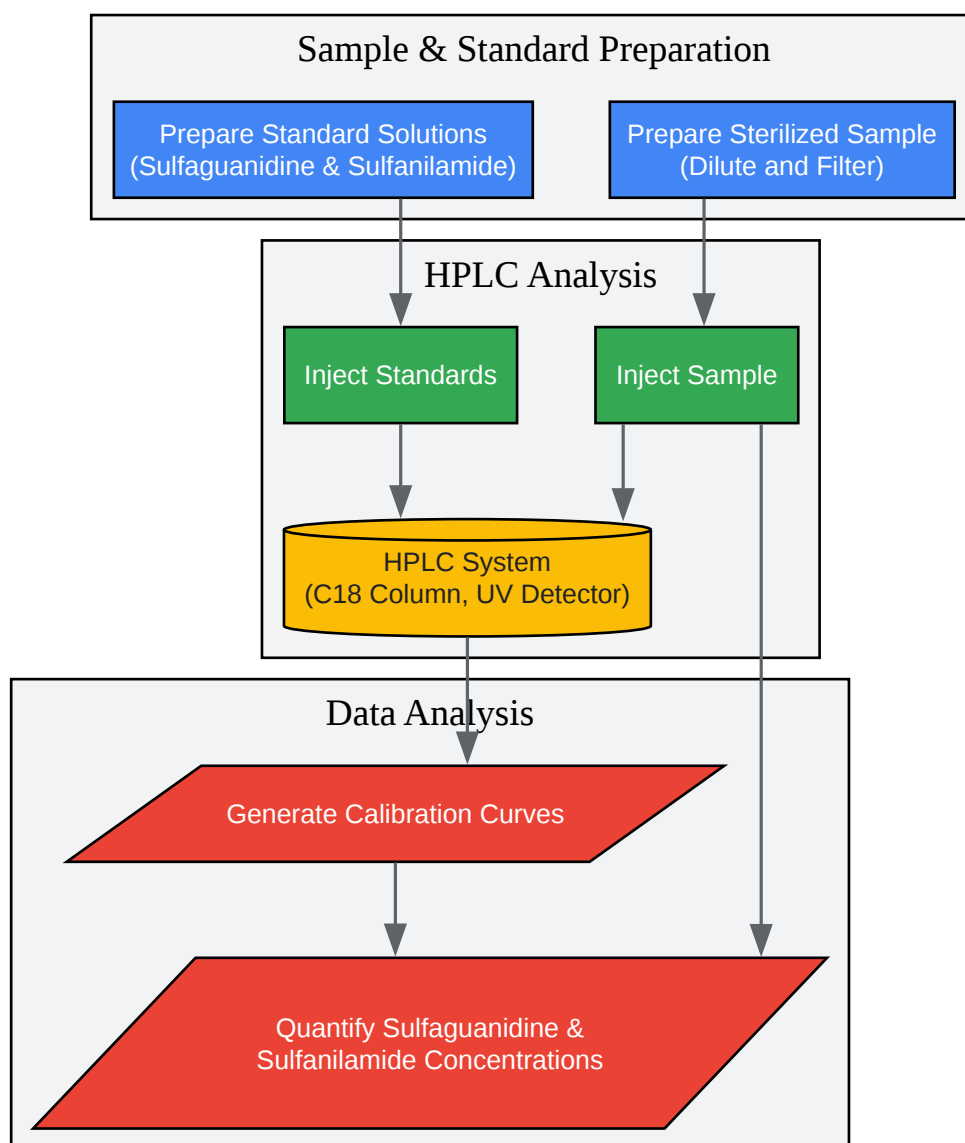 Sample & Standard Preparation
Prepare Standard Solutions
(Sulfaguanidine & Sulfanilamide)
Prepare Sterilized Sample
(Dilute and Filter)
HPLC Analysis
Inject Standards
Inject Sample
HPLC System
(C18 Column, UV Detector)
Data Analysis
Generate Calibration Curves
Quantify Sulfaguanidine &
Sulfanilamide Concentrations